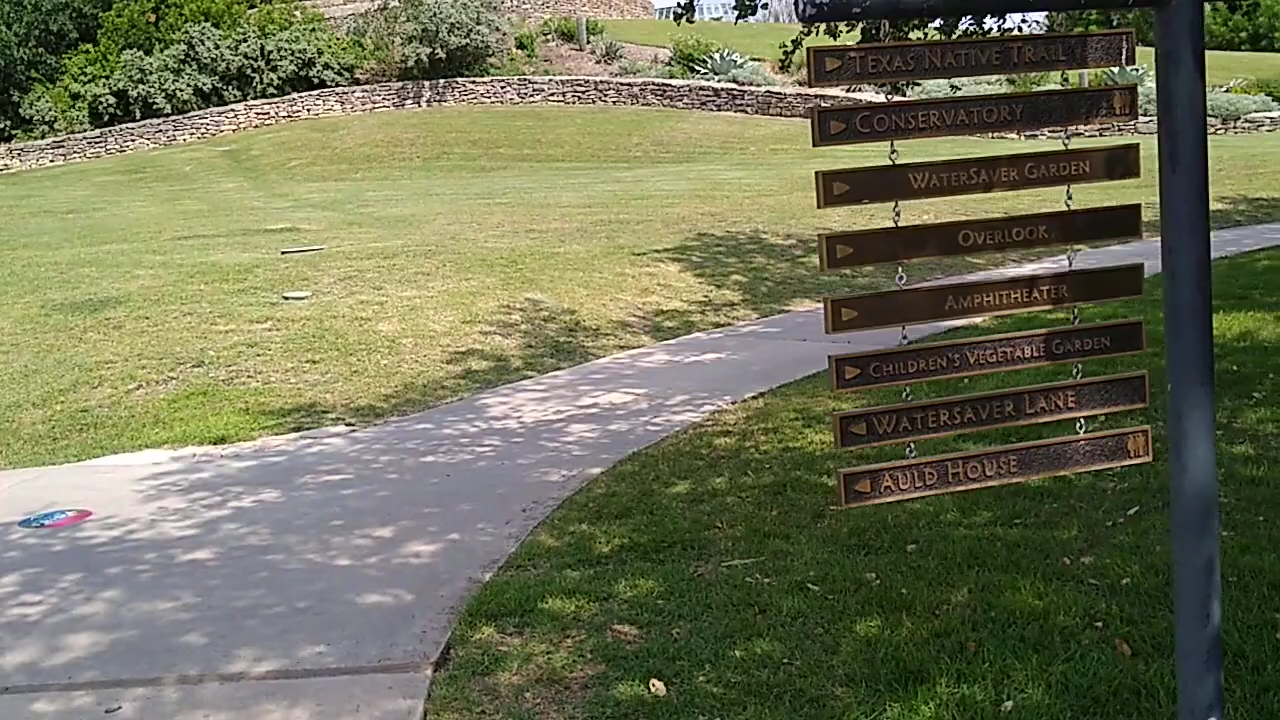 TEXAS NATIVE TRAIL
CONSERVATORY
WATERSAVER GARDEN
OVERLOOK
AMPHITHEATER
CHILDREN'S VEGETABLE GARDEN
WATERSAVER LANE
AULD HOUSE